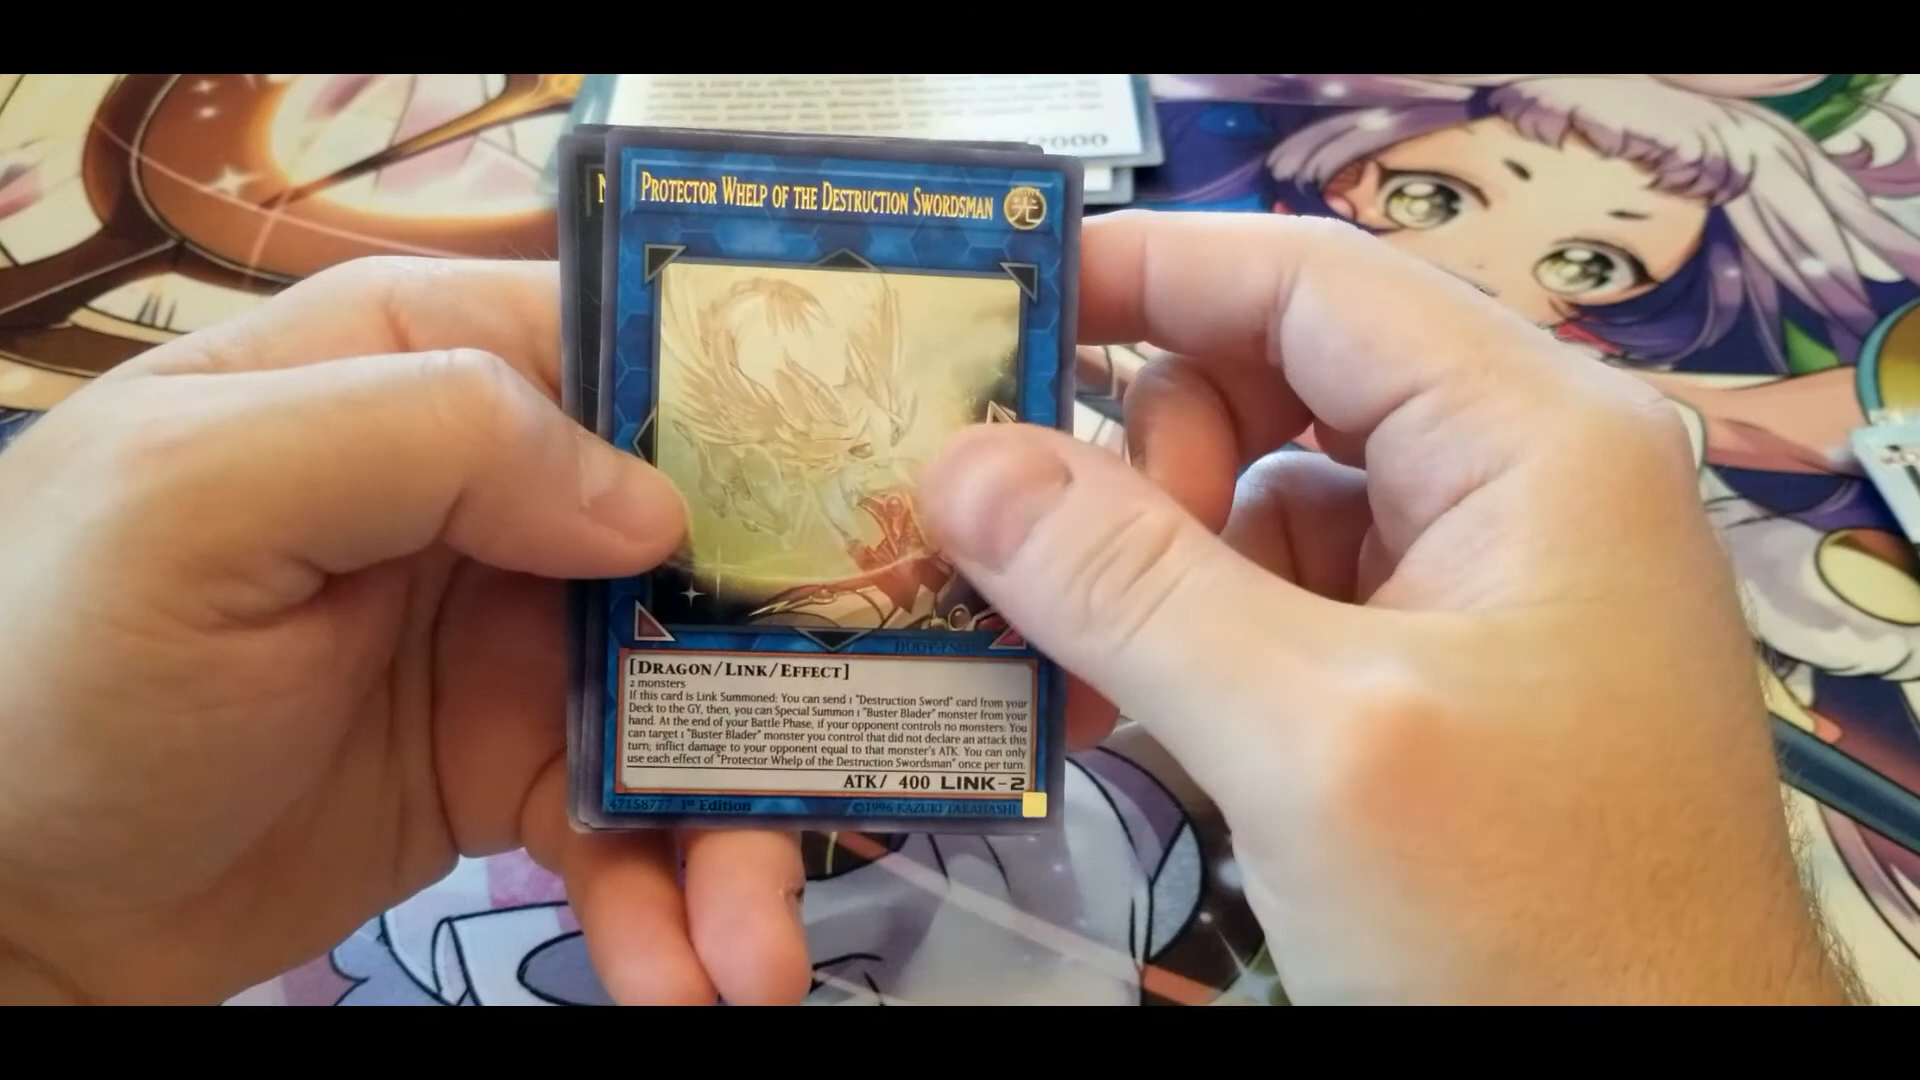 2000
N
PROTECTOR WHELP OF THE DESTRUCTION SWORDSMAN
LIGHT
光
[DRAGON/LINK/EFFECT]
2 monsters
If this card is Link Summoned: You can send 1 "Destruction Sword" card from your
Deck to the GY, then, you can Special Summon 1 "Buster Blader" monster from your
hand. At the end of your Battle Phase, if your opponent controls no monsters: You
can target 1 "Buster Blader" monster you control that did not declare an attack this
turn; inflict damage to your opponent equal to that monster's ATK. You can only
use each effect of "Protector Whelp of the Destruction Swordsman" once per turn.
ATK/ 400 LINK-2
47158777 1st Edition
©1996 KAZUKI TAKAHASHI